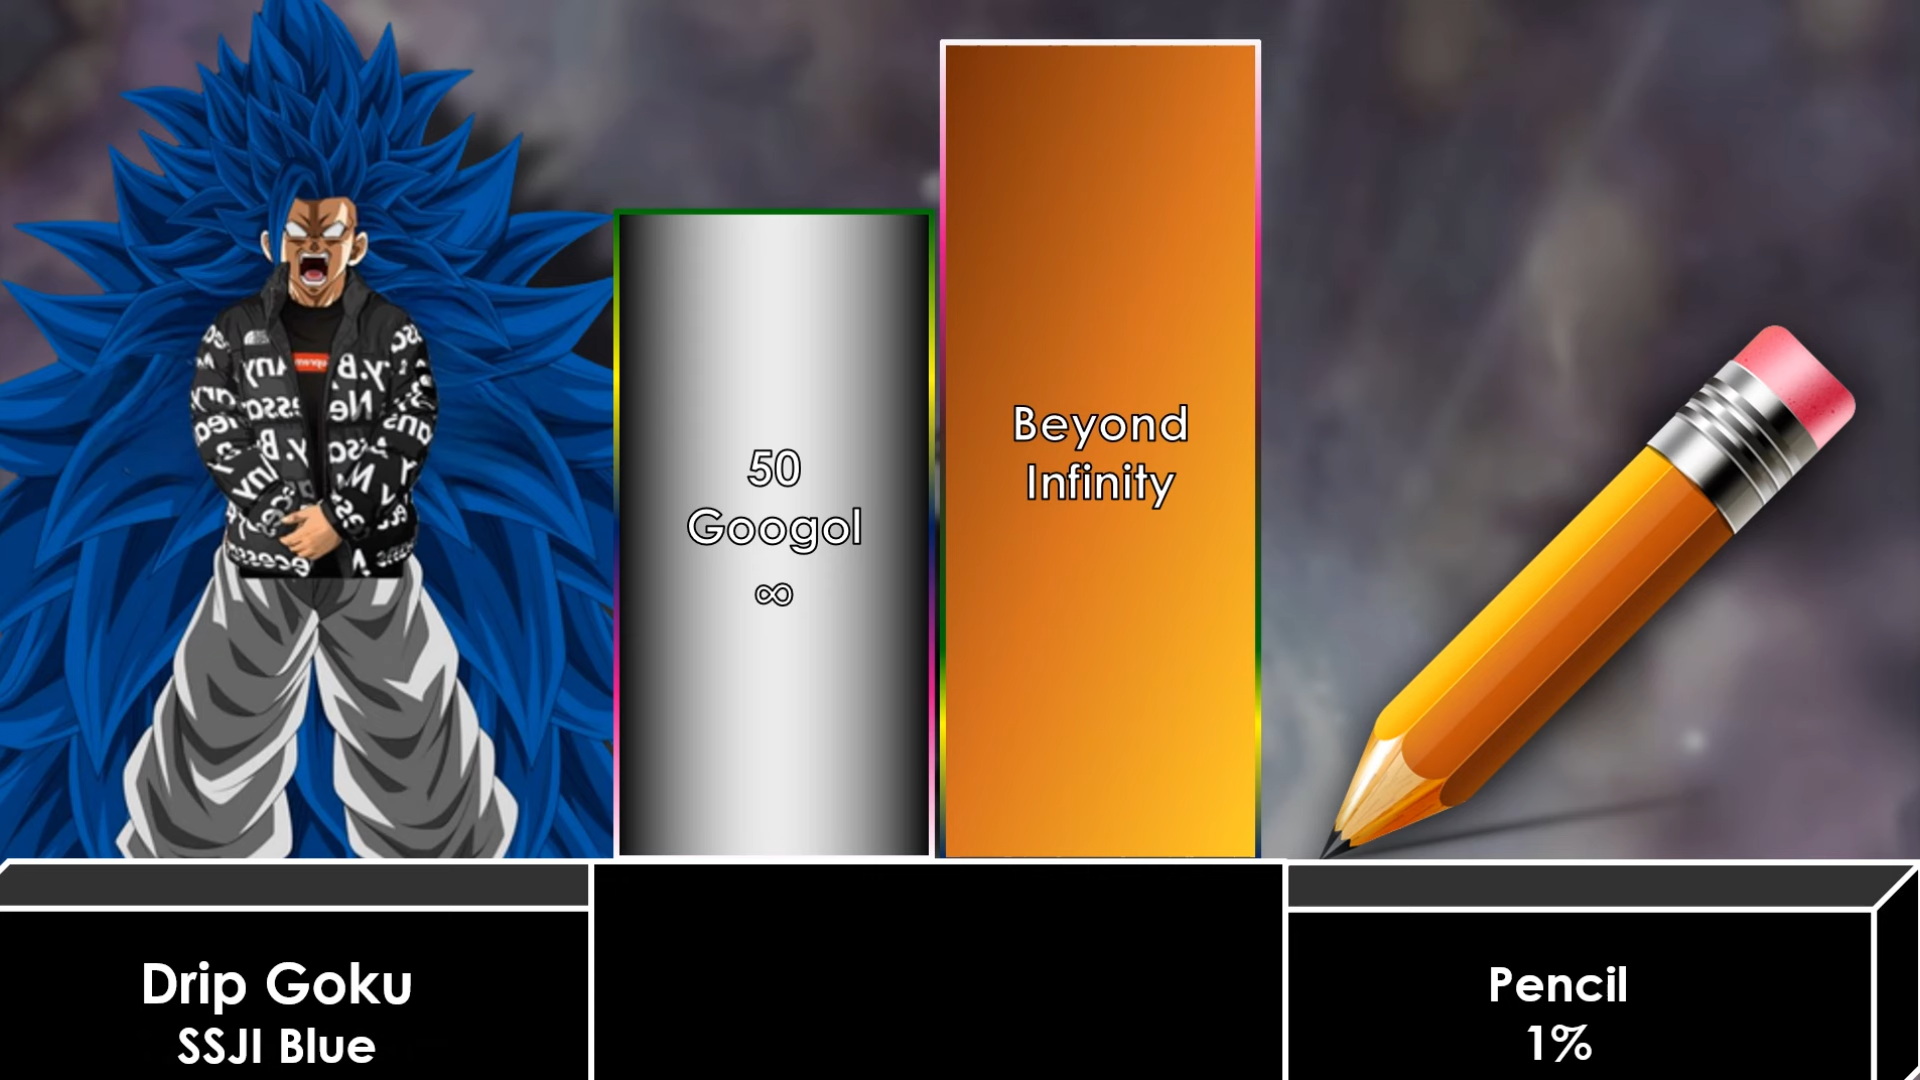 50
Googol
∞
Beyond
Infinity
Drip Goku
SSJI Blue
Pencil
1%